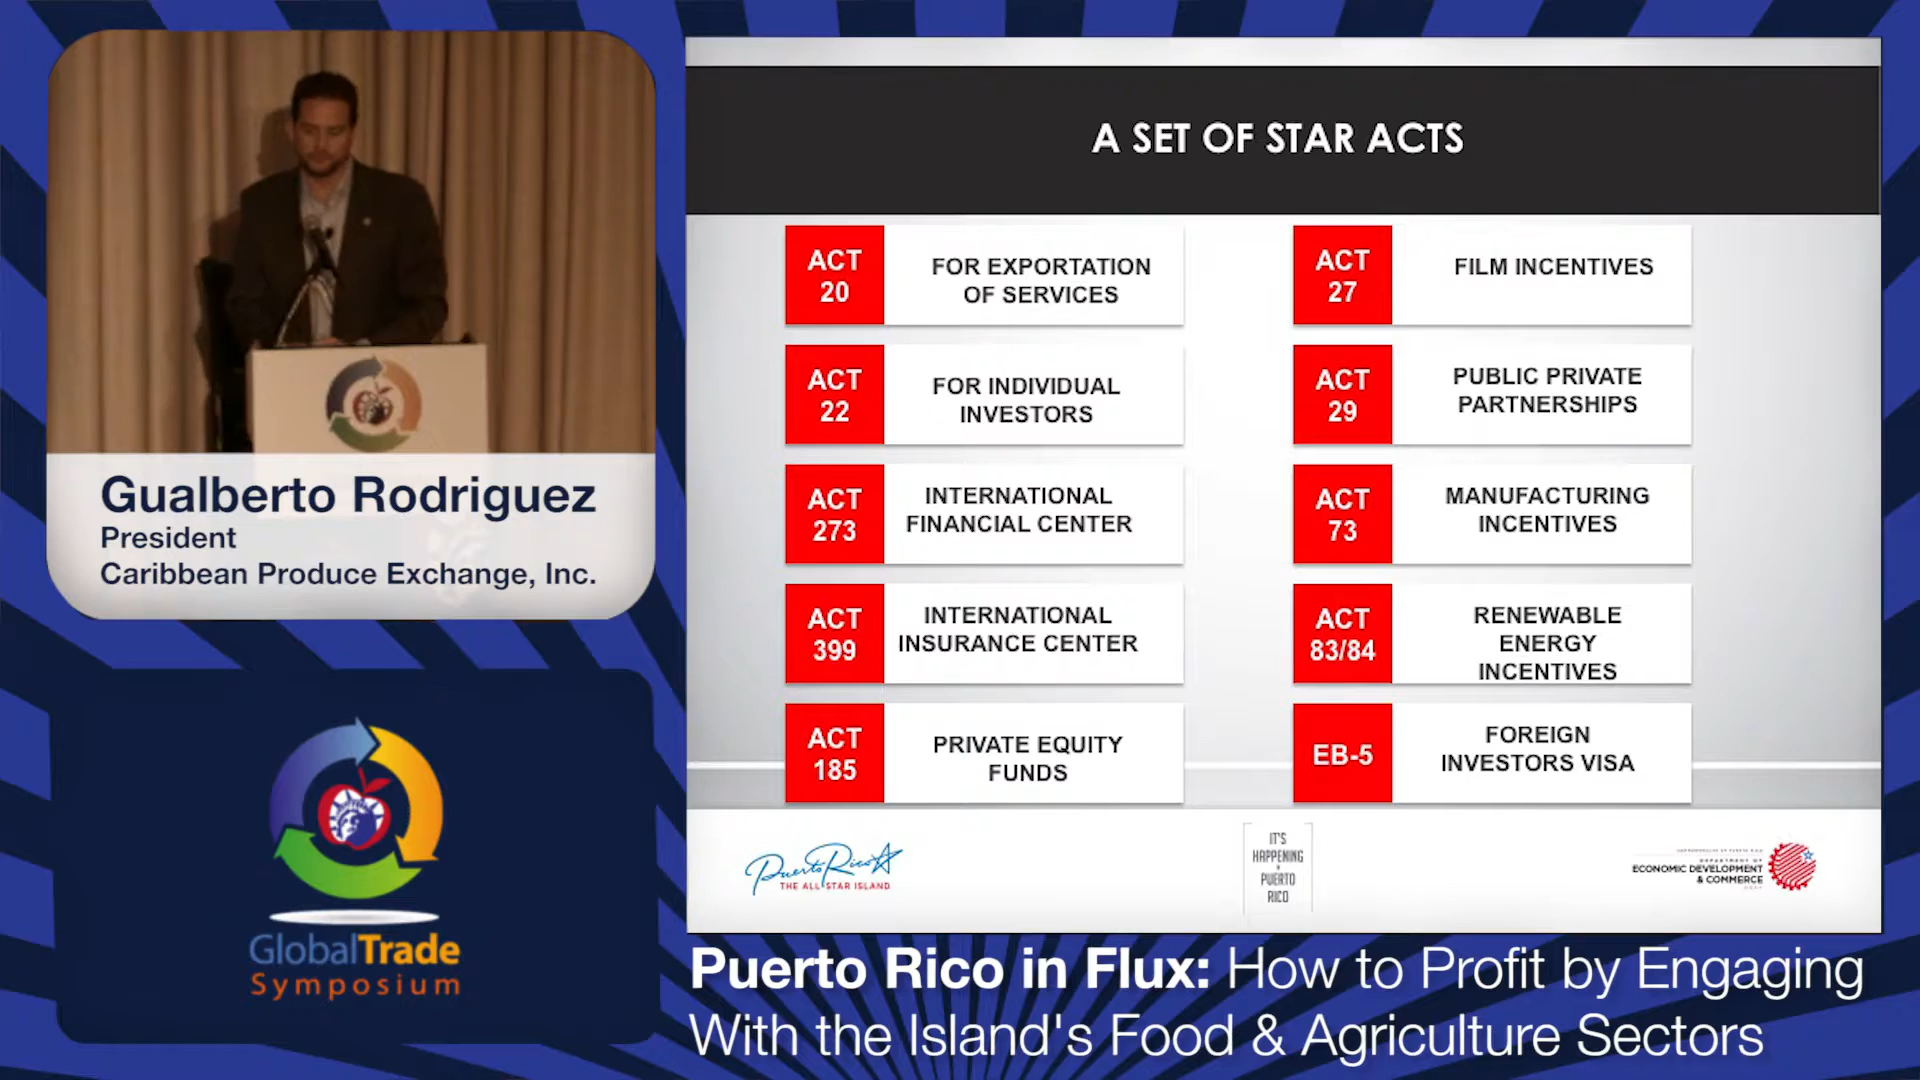 Gualberto Rodriguez
President
Caribbean Produce Exchange, Inc.
GlobalTrade
Symposium
A SET OF STAR ACTS
ACT
20
FOR EXPORTATION
OF SERVICES
ACT
22
FOR INDIVIDUAL
INVESTORS
ACT
273
INTERNATIONAL
FINANCIAL CENTER
ACT
399
INTERNATIONAL
INSURANCE CENTER
ACT
185
PRIVATE EQUITY
FUNDS
ACT
27
FILM INCENTIVES
ACT
29
PUBLIC PRIVATE
PARTNERSHIPS
ACT
73
MANUFACTURING
INCENTIVES
ACT
83/84
RENEWABLE
ENERGY
INCENTIVES
EB-5
FOREIGN
INVESTORS VISA
Puerto Rico
THE ALL STAR ISLAND
IT'S
HAPPENING
PUERTO
RICO
DEPARTMENT OF
ECONOMIC DEVELOPMENT
& COMMERCE
Puerto Rico in Flux: How to Profit by Engaging
With the Island's Food & Agriculture Sectors